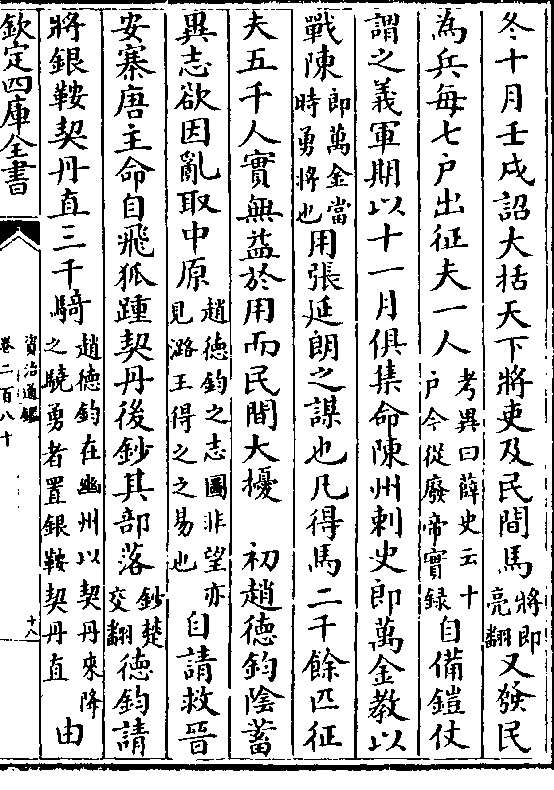 冬十月壬戌詔大括天下將吏及民間馬將即亮翻又發民
為兵每七户出征夫一人考異曰薛史云十户今從廢帝實録自備鎧仗
謂之義軍期以十一月俱集命陳州刺史郎萬金教以
戰陳郎萬金當時勇將也用張延朗之謀也凡得馬二千餘匹征
夫五千人實無益於用而民間大擾　初趙德鈞陰蓄
異志欲因亂取中原趙德鈞之志圖非望亦見潞王得之之易也自請救晉
安寨唐主命自飛狐踵契丹後鈔其部落鈔楚交翻德鈞請
將銀鞍契丹直三千騎趙德鈞在幽州以契丹來降之驍勇者置銀鞍契丹直由
欽定四庫全書
資治通鑑
卷二百八十
十八